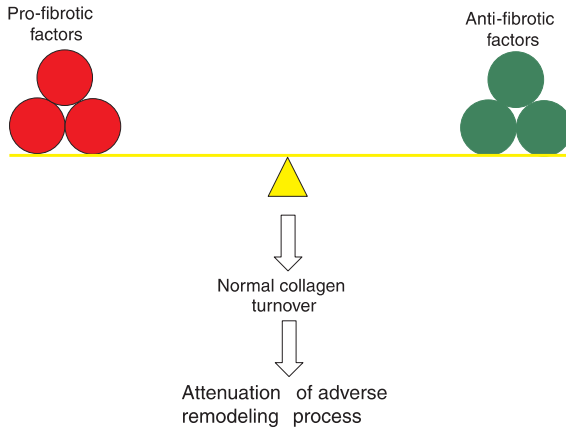 Pro-fibrotic
factors
Anti-fibrotic
factors
Normal collagen
turnover
Attenuation of adverse
remodeling process